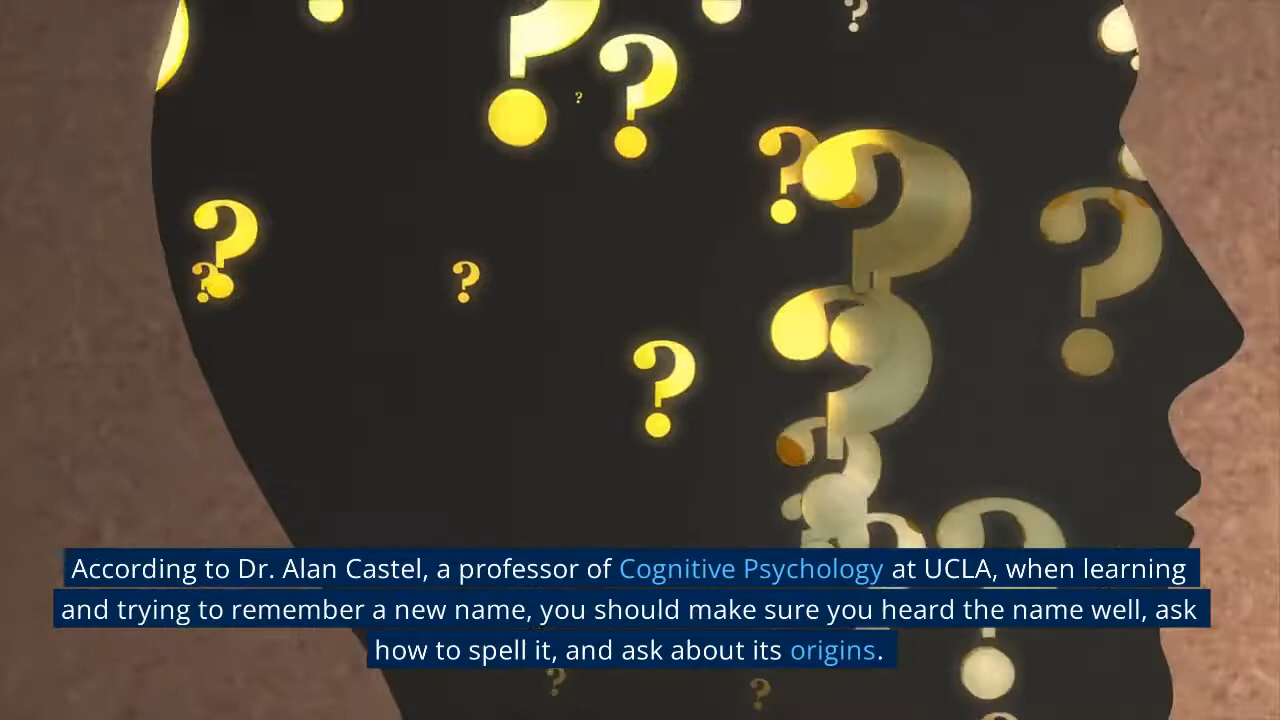 According to Dr. Alan Castel, a professor of Cognitive Psychology at UCLA, when learning
and trying to remember a new name, you should make sure you heard the name well, ask
how to spell it, and ask about its origins.